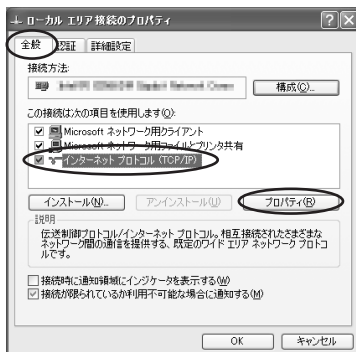 ローカル エリア接続のプロパティ
全般 認証 詳細設定
接続方法:
構成(C)...
この接続は次の項目を使用します(O):
Microsoft ネットワーク用クライアント
Microsoft ネットワーク用ファイルとプリンタ共有
インターネット プロトコル (TCP/IP)
インストール(N)... アンインストール(U) プロパティ(R)
説明
伝送制御プロトコル/インターネット プロトコル。相互接続されたさまざまな
ネットワーク間の通信を提供する、既定のワイド エリア ネットワーク プロトコ
ルです。
接続時に通知領域にインジケータを表示する(W)
接続が限られているか利用不可能な場合に通知する(M)
OK キャンセル